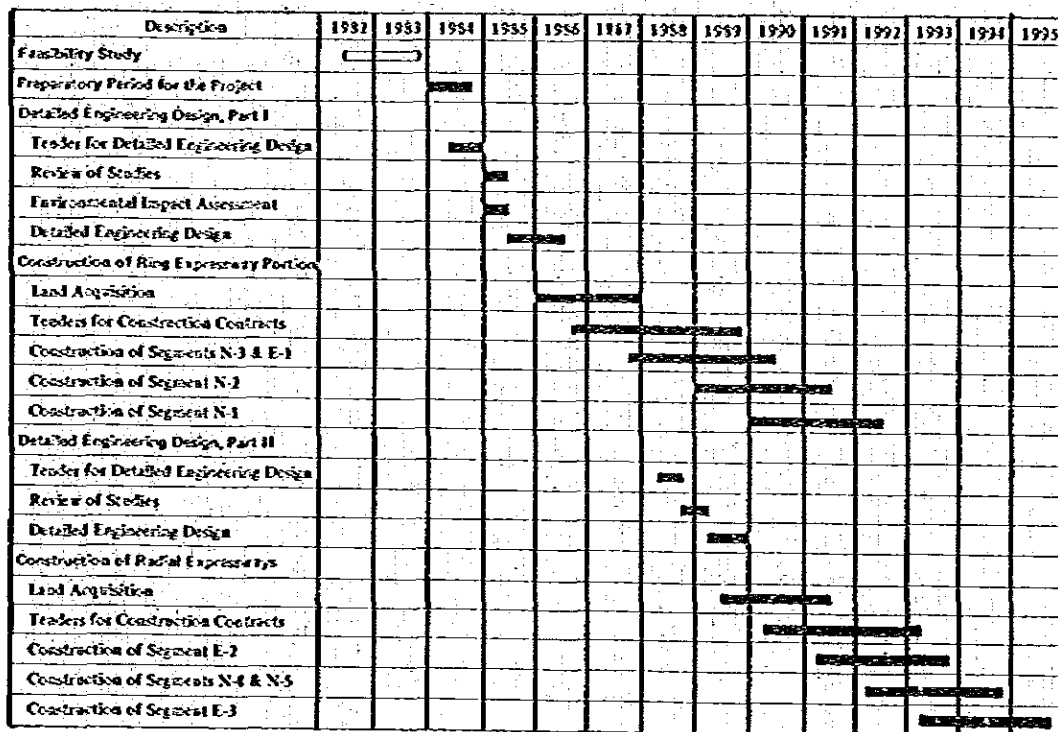 Description 1982 1983 1984 1985 1986 1987 1988 1989 1990 1991 1992 1993 1994 1995
Feasibility Study
Preparatory Period for the Project
Detailed Engineering Design, Part I
Tender for Detailed Engineering Design
Review of Studies
Environmental Impact Assessment
Detailed Engineering Design
Construction of Ring Expressway Portion
Land Acquisition
Tenders for Construction Contracts
Construction of Segments N-3 & E-1
Construction of Segment N-2
Construction of Segment N-1
Detailed Engineering Design, Part II
Tender for Detailed Engineering Design
Review of Studies
Detailed Engineering Design
Construction of Radial Expressways
Land Acquisition
Tenders for Construction Contracts
Construction of Segment E-2
Construction of Segments N-4 & N-5
Construction of Segment E-3